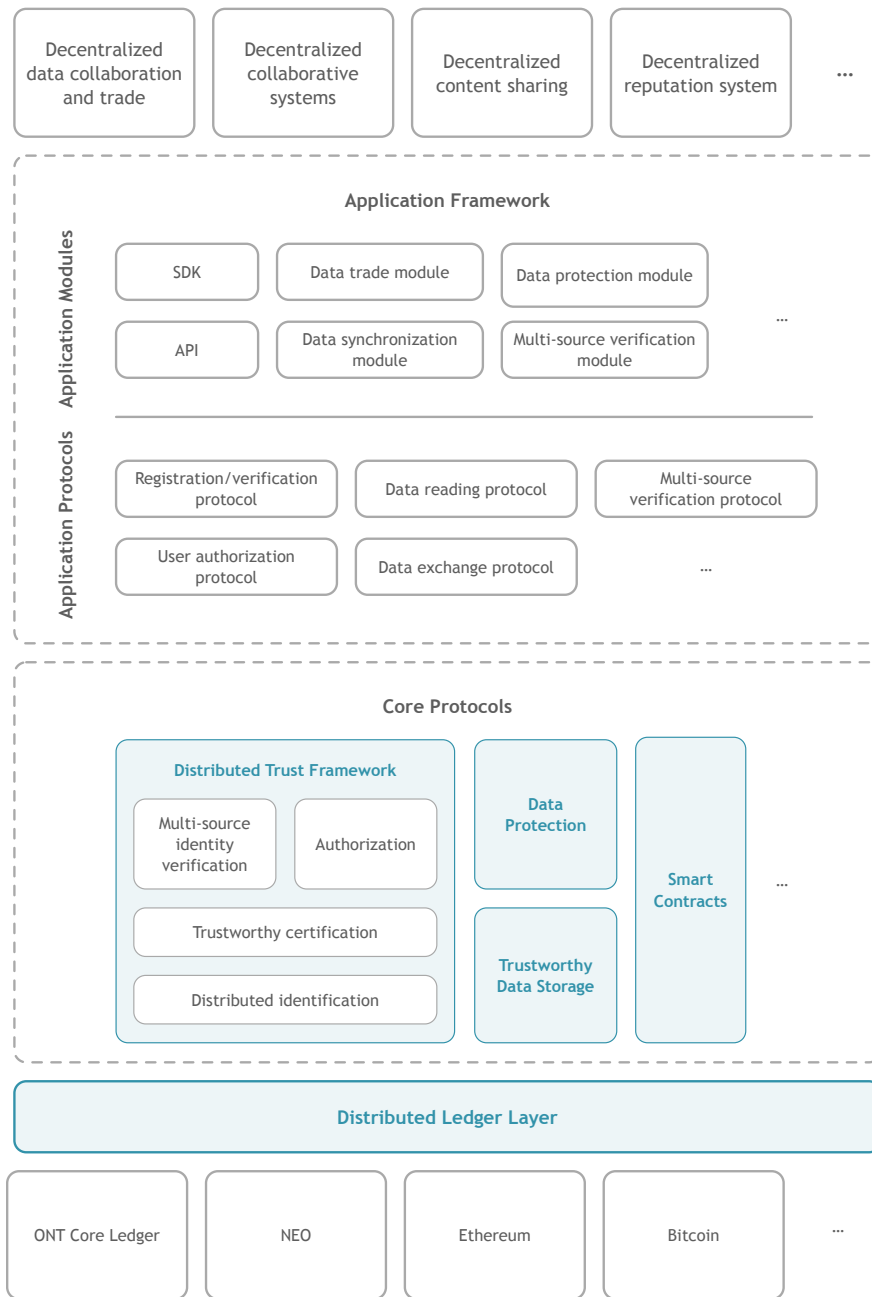 Decentralized
data collaboration
and trade
Decentralized
collaborative
systems
Decentralized
content sharing
Decentralized
reputation system
...
Application Framework
Application Modules
SDK
Data trade module
Data protection module
API
Data synchronization
module
Multi-source verification
module
...
Application Protocols
Registration/verification
protocol
Data reading protocol
Multi-source
verification protocol
User authorization
protocol
Data exchange protocol
...
Core Protocols
Distributed Trust Framework
Multi-source
identity
verification
Authorization
Trustworthy certification
Distributed identification
Data
Protection
Trustworthy
Data Storage
Smart
Contracts
...
Distributed Ledger Layer
ONT Core Ledger
NEO
Ethereum
Bitcoin
...